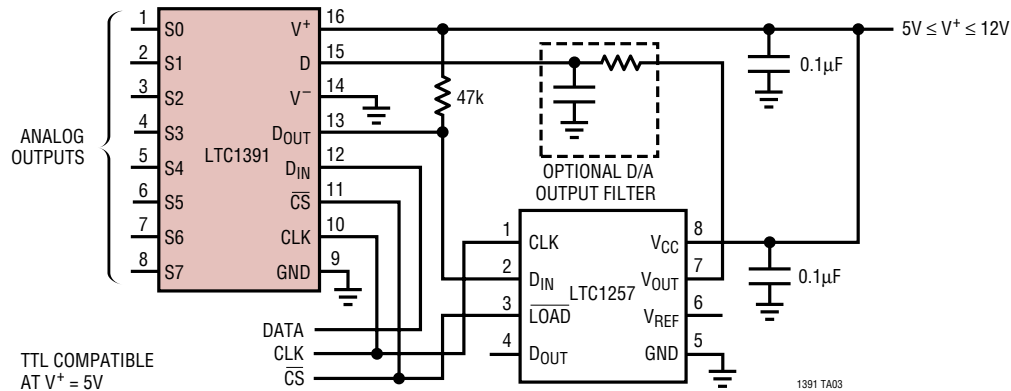 1
2
3
4
5
6
7
8
S0
S1
S2
S3
S4
S5
S6
S7
ANALOG
OUTPUTS
LTC1391
V+
D
V−
DOUT
DIN
CS
CLK
GND
16
15
14
13
12
11
10
9
47k
OPTIONAL D/A
OUTPUT FILTER
0.1µF
5V ≤ V+ ≤ 12V
1
2
3
4
CLK
DIN
LOAD
DOUT
LTC1257
VCC
VOUT
VREF
GND
8
7
6
5
0.1µF
DATA
CLK
CS
TTL COMPATIBLE
AT V+ = 5V
1391 TA03